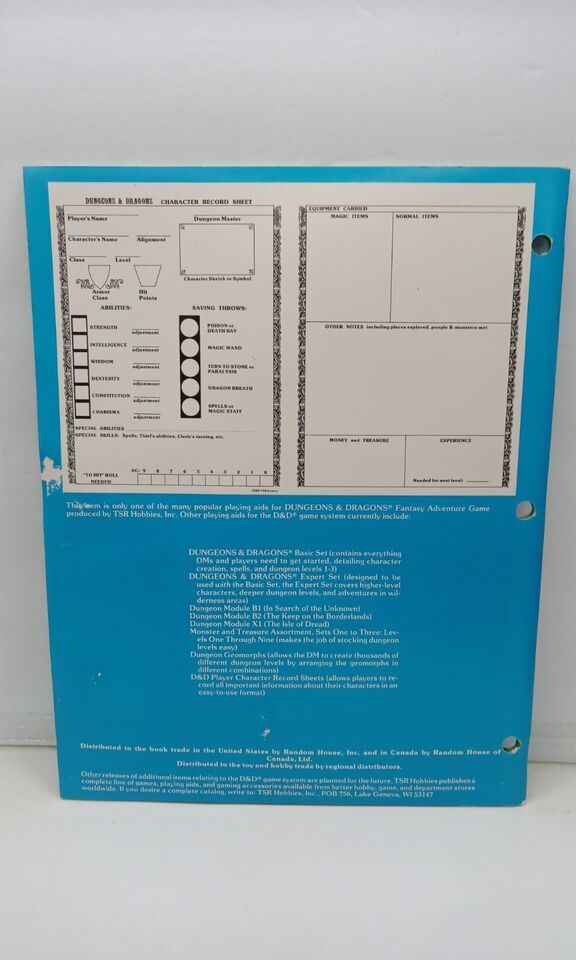 DUNGEONS & DRAGONS CHARACTER RECORD SHEET
Player's Name
Dungeon Master
Character's Name Alignment
Class Level
Character Sketch or Symbol
Armor Class
Hit Points
ABILITIES:
SAVING THROWS:
STRENGTH adjustment
INTELLIGENCE adjustment
WISDOM adjustment
DEXTERITY adjustment
CONSTITUTION adjustment
CHARISMA adjustment
POISON or
DEATH RAY
MAGIC WAND
TURN TO STONE or
PARALYSIS
DRAGON BREATH
SPELLS or
MAGIC STAFF
SPECIAL ABILITIES
SPECIAL SKILLS: Spells, Thief's abilities, Cleric's turning, etc.
"TO HIT" ROLL
NEEDED
AC: 9 8 7 6 5 4 3 2 1 0
EQUIPMENT CARRIED
MAGIC ITEMS
NORMAL ITEMS
OTHER NOTES including places explored, people & monsters met
MONEY and TREASURE
EXPERIENCE
Needed for next level:
This item is only one of the many popular playing aids for DUNGEONS & DRAGONS® Fantasy Adventure Game
produced by TSR Hobbies, Inc. Other playing aids for the D&D® game system currently include:
DUNGEONS & DRAGONS® Basic Set (contains everything
DMs and players need to get started, detailing character
creation, spells, and dungeon levels 1-3)
DUNGEONS & DRAGONS® Expert Set (designed to be
used with the Basic Set, the Expert Set covers higher-level
characters, deeper dungeon levels, and adventures in wil-
derness areas)
Dungeon Module B1 (In Search of the Unknown)
Dungeon Module B2 (The Keep on the Borderlands)
Dungeon Module X1 (The Isle of Dread)
Monster and Treasure Assortment, Sets One to Three: Lev-
els One Through Nine (makes the job of stocking dungeon
levels easy)
Dungeon Geomorphs (allows the DM to create thousands of
different dungeon levels by arranging the geomorphs in
different combinations)
D&D Player Character Record Sheets (allows players to re-
cord all important information about their characters in an
easy-to-use format)
Distributed to the book trade in the United States by Random House, Inc. and in Canada by Random House of
Canada, Ltd.
Distributed to the toy and hobby trade by regional distributors.
Other releases of additional items relating to the D&D® game system are planned for the future. TSR Hobbies publishes a
complete line of games, playing aids, and gaming accessories available from better hobby, game, and department stores
worldwide. If you desire a complete catalog, write to: TSR Hobbies, Inc., POB 756, Lake Geneva, WI 53147